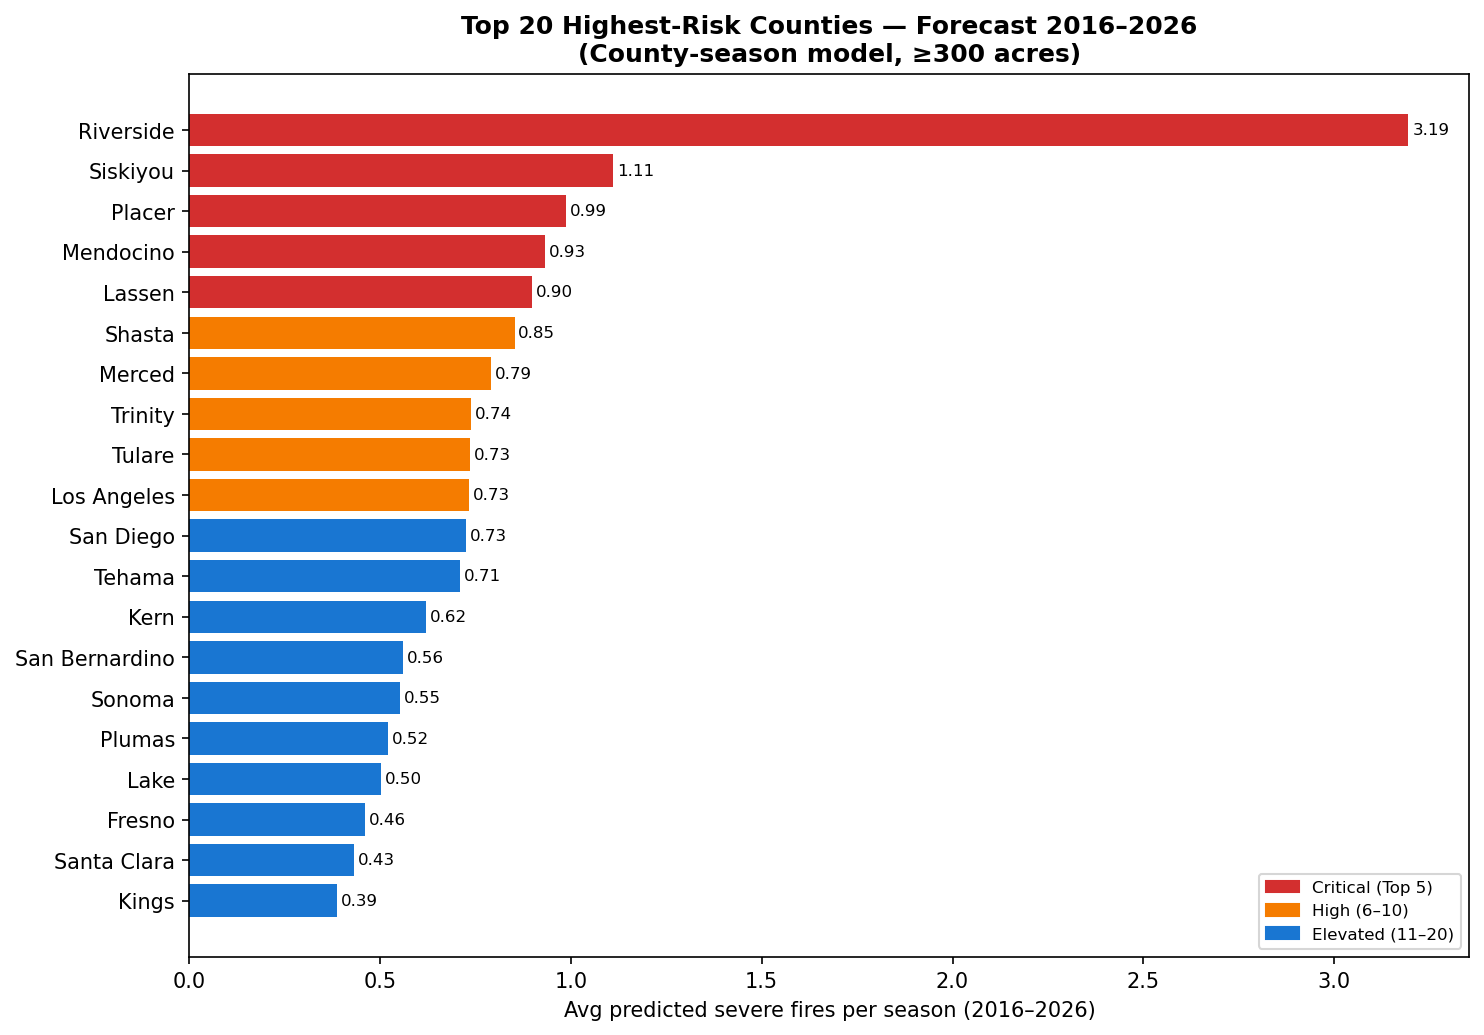 Top 20 Highest-Risk Counties — Forecast 2016–2026
(County-season model, ≥300 acres)
Riverside 3.19
Siskiyou 1.11
Placer 0.99
Mendocino 0.93
Lassen 0.90
Shasta 0.85
Merced 0.79
Trinity 0.74
Tulare 0.73
Los Angeles 0.73
San Diego 0.73
Tehama 0.71
Kern 0.62
San Bernardino 0.56
Sonoma 0.55
Plumas 0.52
Lake 0.50
Fresno 0.46
Santa Clara 0.43
Kings 0.39
Critical (Top 5)
High (6–10)
Elevated (11–20)
0.0 0.5 1.0 1.5 2.0 2.5 3.0
Avg predicted severe fires per season (2016–2026)